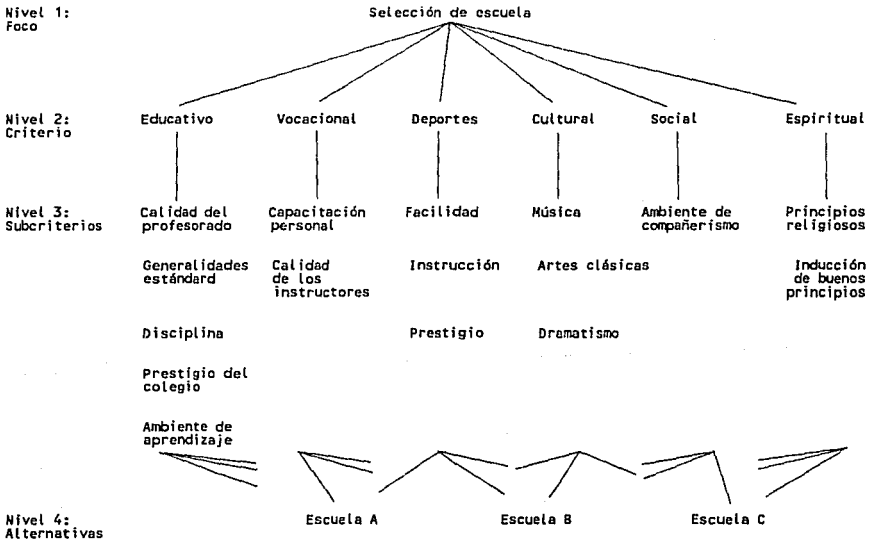 Nivel 1:
Foco
Selección de escuela
Nivel 2:
Criterio
Educativo
Vocacional
Deportes
Cultural
Social
Espiritual
Nivel 3:
Subcriterios
Calidad del
profesorado
Capacitación
personal
Facilidad
Música
Ambiente de
compañerismo
Principios
religiosos
Generalidades
estándard
Calidad
de los
instructores
Instrucción
Artes clásicas
Inducción
de buenos
principios
Disciplina
Prestigio
Dramatismo
Prestigio del
colegio
Ambiente de
aprendizaje
Nivel 4:
Alternativas
Escuela A
Escuela B
Escuela C